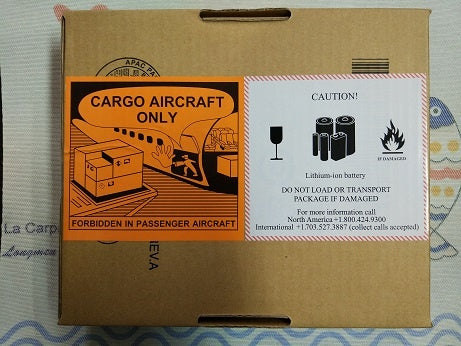 APAC PA
CARGO AIRCRAFT
ONLY
FORBIDDEN IN PASSENGER AIRCRAFT
CAUTION!
IF DAMAGED
Lithium-ion battery
DO NOT LOAD OR TRANSPORT
PACKAGE IF DAMAGED
For more information call
North America +1.800.424.9300
International +1.703.527.3887 (collect calls accepted)
La Carp
REV.A